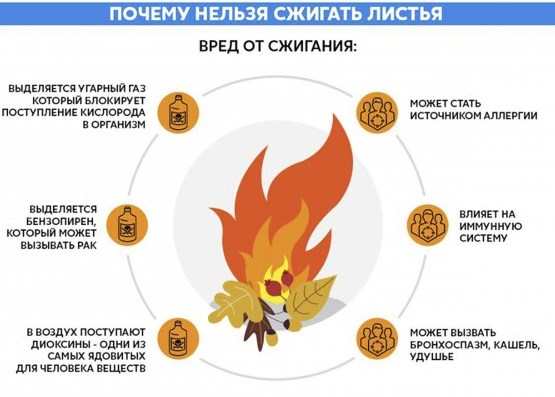 ПОЧЕМУ НЕЛЬЗЯ СЖИГАТЬ ЛИСТЬЯ
ВРЕД ОТ СЖИГАНИЯ:
ВЫДЕЛЯЕТСЯ УГАРНЫЙ ГАЗ
КОТОРЫЙ БЛОКИРУЕТ
ПОСТУПЛЕНИЕ КИСЛОРОДА
В ОРГАНИЗМ
ВЫДЕЛЯЕТСЯ
БЕНЗОПИРЕН,
КОТОРЫЙ МОЖЕТ
ВЫЗЫВАТЬ РАК
В ВОЗДУХ ПОСТУПАЮТ
ДИОКСИНЫ - ОДНИ ИЗ
САМЫХ ЯДОВИТЫХ
ДЛЯ ЧЕЛОВЕКА ВЕЩЕСТВ
МОЖЕТ СТАТЬ
ИСТОЧНИКОМ АЛЛЕРГИИ
ВЛИЯЕТ НА
ИММУННУЮ
СИСТЕМУ
МОЖЕТ ВЫЗВАТЬ
БРОНХОСПАЗМ, КАШЕЛЬ,
УДУШЬЕ